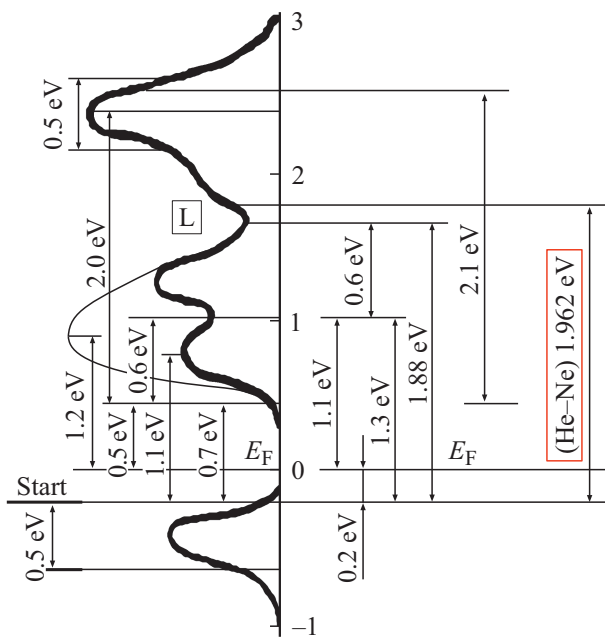 3
0.5 eV
2
L
2.0 eV
0.6 eV
2.1 eV
(He–Ne) 1.962 eV
1
1.2 eV
0.6 eV
0.5 eV
1.1 eV
0.7 eV
1.1 eV
1.3 eV
1.88 eV
E_F
0
E_F
Start
0.5 eV
0.2 eV
–1